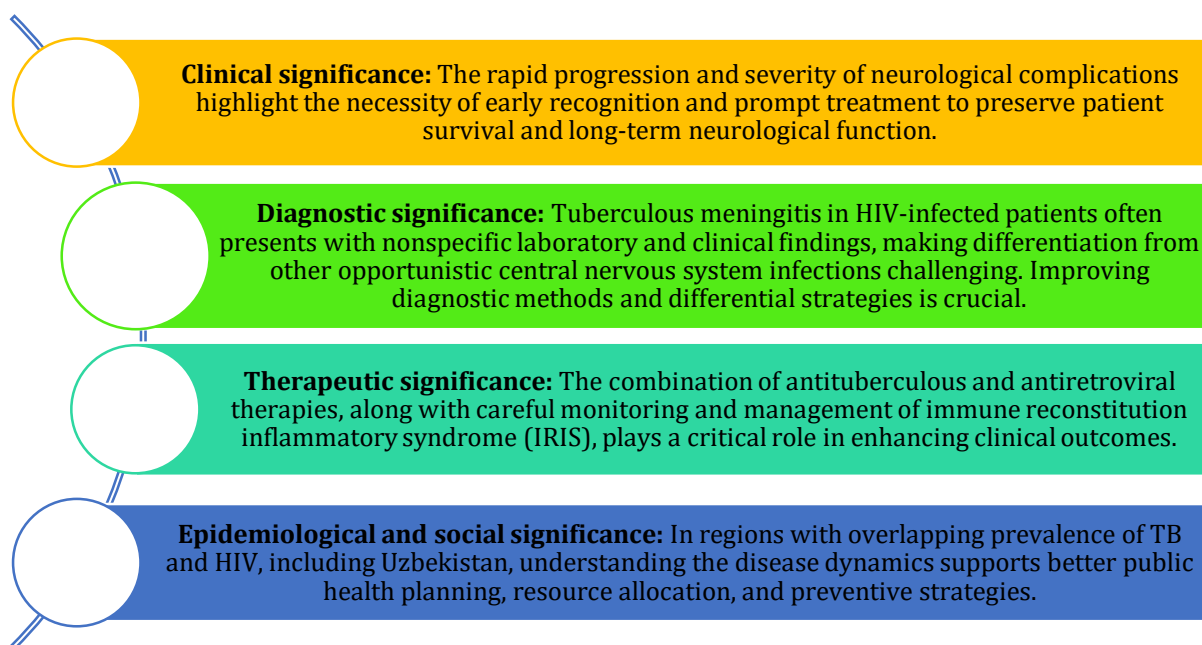 Clinical significance: The rapid progression and severity of neurological complications
highlight the necessity of early recognition and prompt treatment to preserve patient
survival and long-term neurological function.
Diagnostic significance: Tuberculous meningitis in HIV-infected patients often
presents with nonspecific laboratory and clinical findings, making differentiation from
other opportunistic central nervous system infections challenging. Improving
diagnostic methods and differential strategies is crucial.
Therapeutic significance: The combination of antituberculous and antiretroviral
therapies, along with careful monitoring and management of immune reconstitution
inflammatory syndrome (IRIS), plays a critical role in enhancing clinical outcomes.
Epidemiological and social significance: In regions with overlapping prevalence of TB
and HIV, including Uzbekistan, understanding the disease dynamics supports better public
health planning, resource allocation, and preventive strategies.